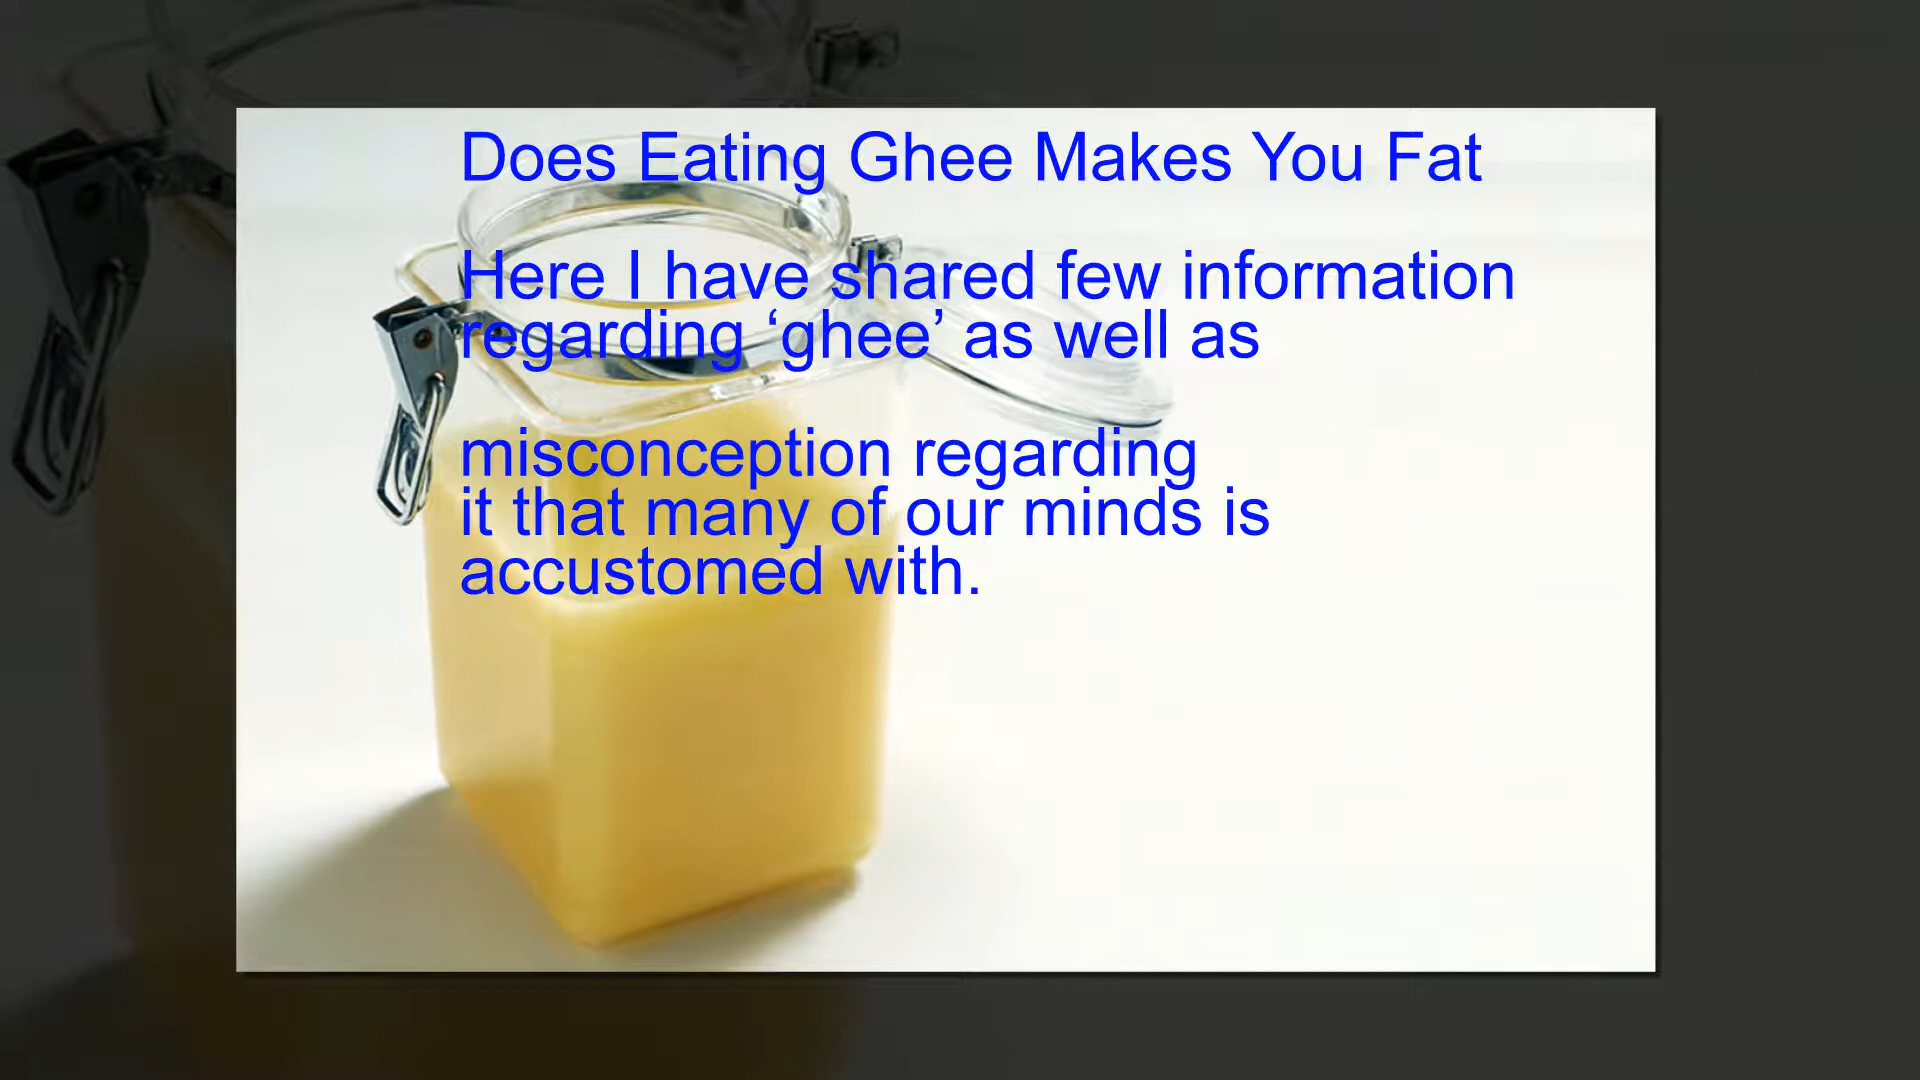 Does Eating Ghee Makes You Fat
Here I have shared few information
regarding ‘ghee’ as well as
misconception regarding
it that many of our minds is
accustomed with.